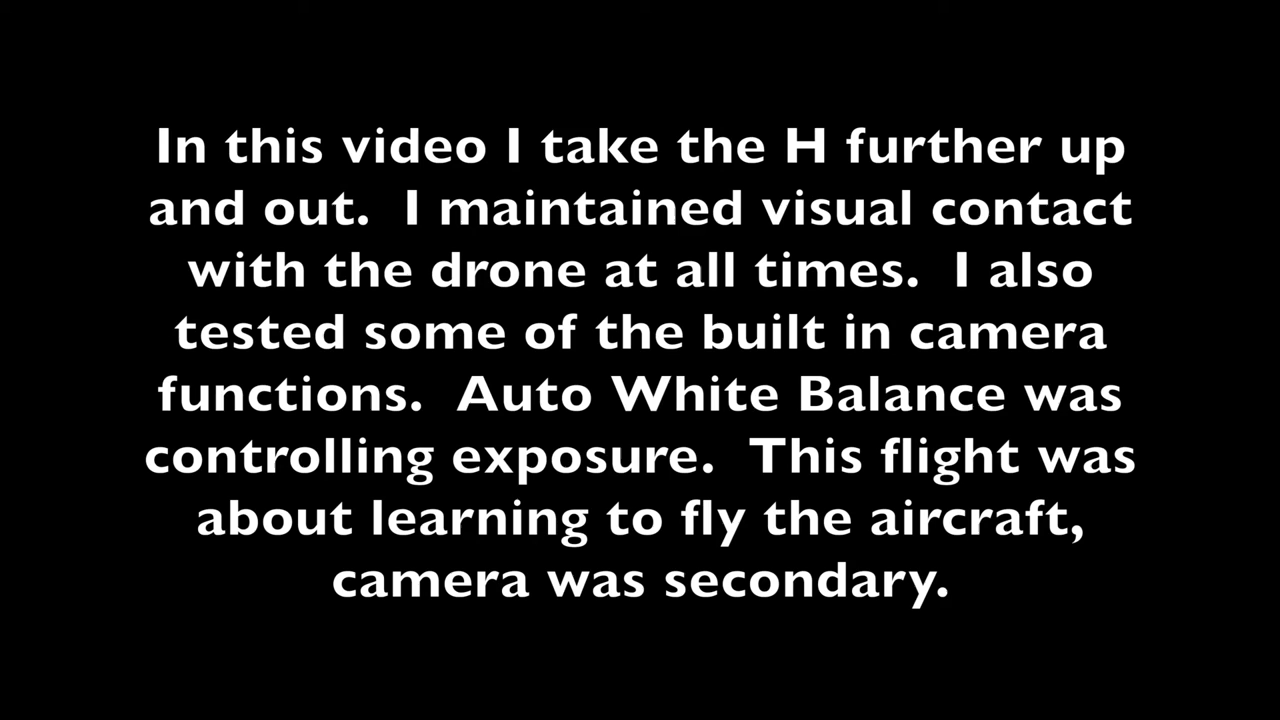 In this video I take the H further up
and out.  I maintained visual contact
with the drone at all times.  I also
tested some of the built in camera
functions.  Auto White Balance was
controlling exposure.  This flight was
about learning to fly the aircraft,
camera was secondary.